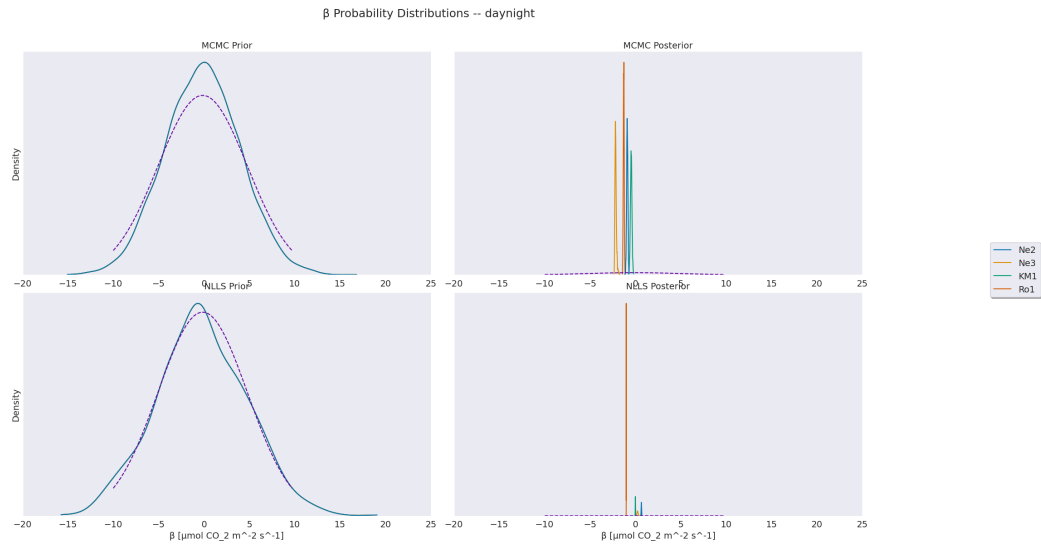 β Probability Distributions -- daynight
MCMC Prior
MCMC Posterior
Density
−20 −15 −10 −5 0 5 10 15 20 25
−20 −15 −10 −5 0 5 10 15 20 25
NLLS Prior
NLLS Posterior
Density
−20 −15 −10 −5 0 5 10 15 20 25
−20 −15 −10 −5 0 5 10 15 20 25
β [μmol CO_2 m^-2 s^-1]
β [μmol CO_2 m^-2 s^-1]
Ne2
Ne3
KM1
Ro1